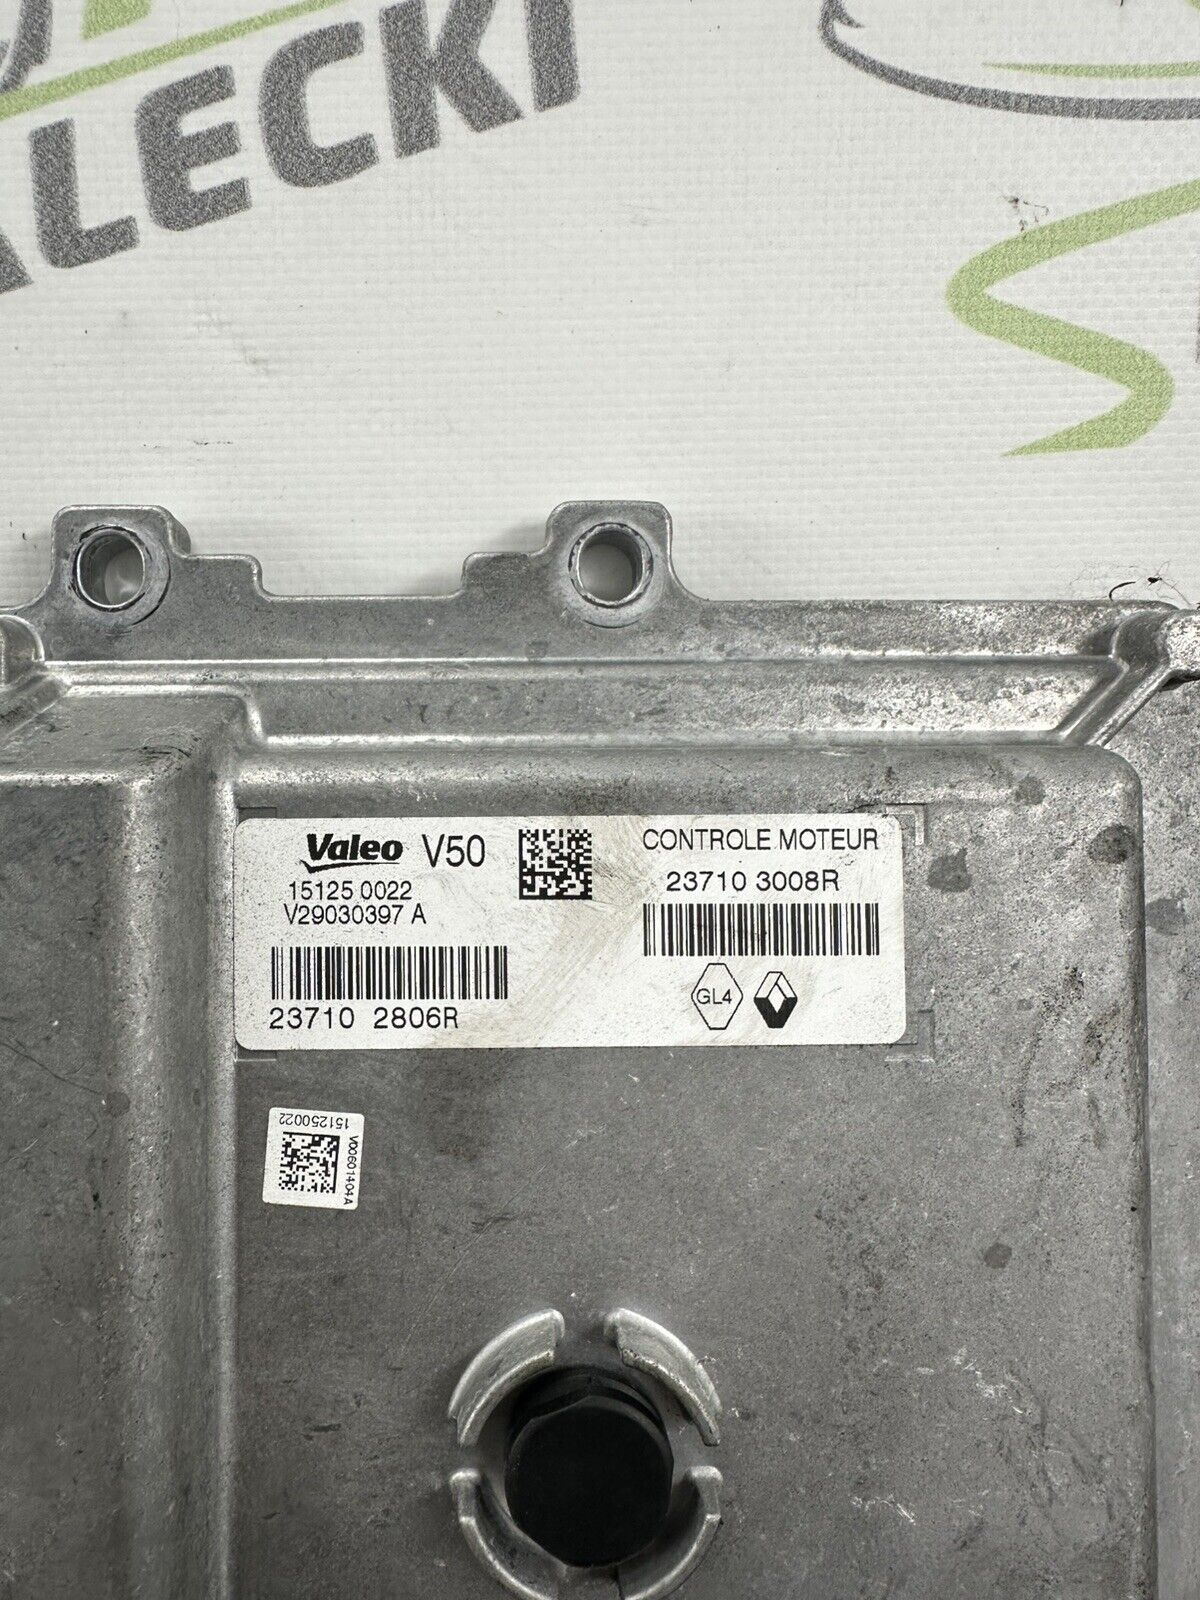 ALECKI
Valeo V50
15125 0022
V29030397 A
23710 2806R
CONTROLE MOTEUR
23710 3008R
GL4
151250022
V00601404A